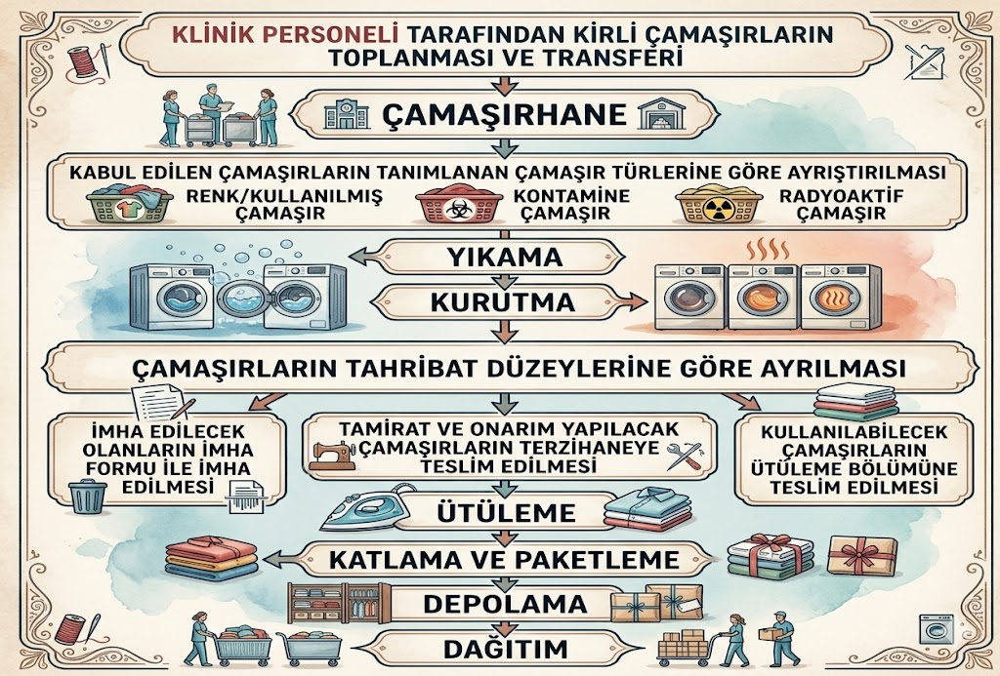 KLİNİK PERSONELİ TARAFINDAN KİRLİ ÇAMAŞIRLARIN
TOPLANMASI VE TRANSFERİ
ÇAMAŞIRHANE
KABUL EDİLEN ÇAMAŞIRLARIN TANIMLANAN ÇAMAŞIR TÜRLERİNE GÖRE AYRIŞTIRILMASI
RENK/KULLANILMIŞ
ÇAMAŞIR
KONTAMİNE
ÇAMAŞIR
RADYOAKTİF
ÇAMAŞIR
YIKAMA
KURUTMA
ÇAMAŞIRLARIN TAHRİBAT DÜZEYLERİNE GÖRE AYRILMASI
İMHA EDİLECEK
OLANLARIN İMHA
FORMU İLE İMHA
EDİLMESİ
TAMİRAT VE ONARIM YAPILACAK
ÇAMAŞIRLARIN TERZİHANEYE
TESLİM EDİLMESİ
KULLANILABİLECEK
ÇAMAŞIRLARIN
ÜTÜLEME BÖLÜMÜNE
TESLİM EDİLMESİ
ÜTÜLEME
KATLAMA VE PAKETLEME
DEPOLAMA
DAĞITIM